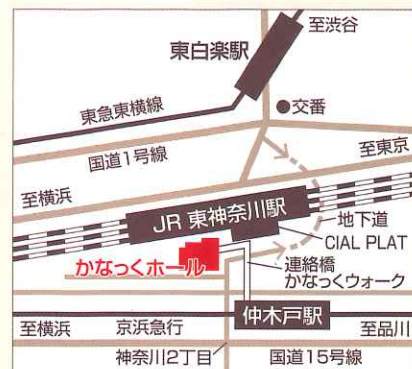 至渋谷
東白楽駅
東急東横線
交番
国道1号線
至東京
至横浜
JR 東神奈川駅
地下道
CIAL PLAT
かなっくホール
連絡橋
かなっくウォーク
仲木戸駅
至横浜
京浜急行
至品川
神奈川2丁目
国道15号線